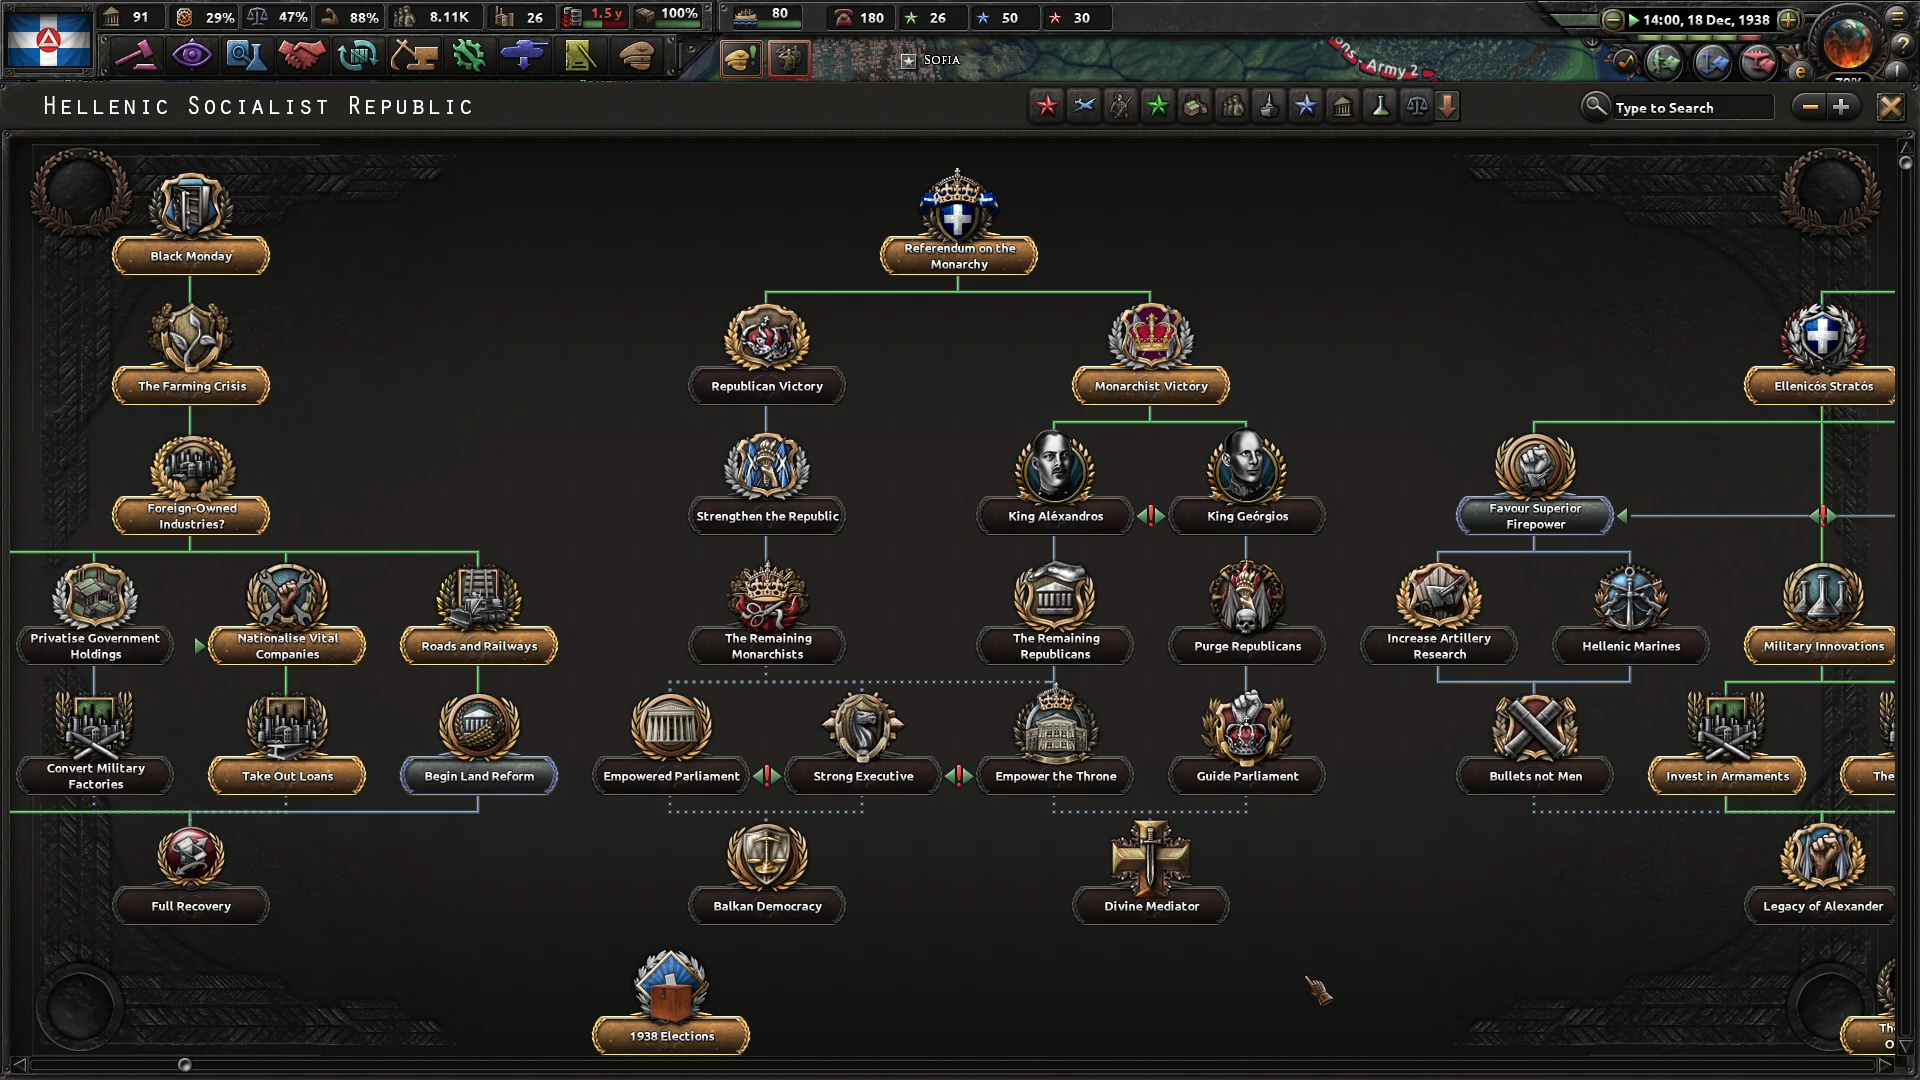 91
29%
47%
88%
8.11K
26
1.5 y
100%
80
180
26
50
30
14:00, 18 Dec, 1938
SOFIA
Army 2
HELLENIC SOCIALIST REPUBLIC
Type to Search
Black Monday
Referendum on the
Monarchy
The Farming Crisis
Republican Victory
Monarchist Victory
Ellenicós Stratós
Foreign-Owned
Industries?
Strengthen the Republic
King Aléxandros
King Geórgios
Favour Superior
Firepower
Privatise Government
Holdings
Nationalise Vital
Companies
Roads and Railways
The Remaining
Monarchists
The Remaining
Republicans
Purge Republicans
Increase Artillery
Research
Hellenic Marines
Military Innovations
Convert Military
Factories
Take Out Loans
Begin Land Reform
Empowered Parliament
Strong Executive
Empower the Throne
Guide Parliament
Bullets not Men
Invest in Armaments
The
Full Recovery
Balkan Democracy
Divine Mediator
Legacy of Alexander
1938 Elections
Th
O